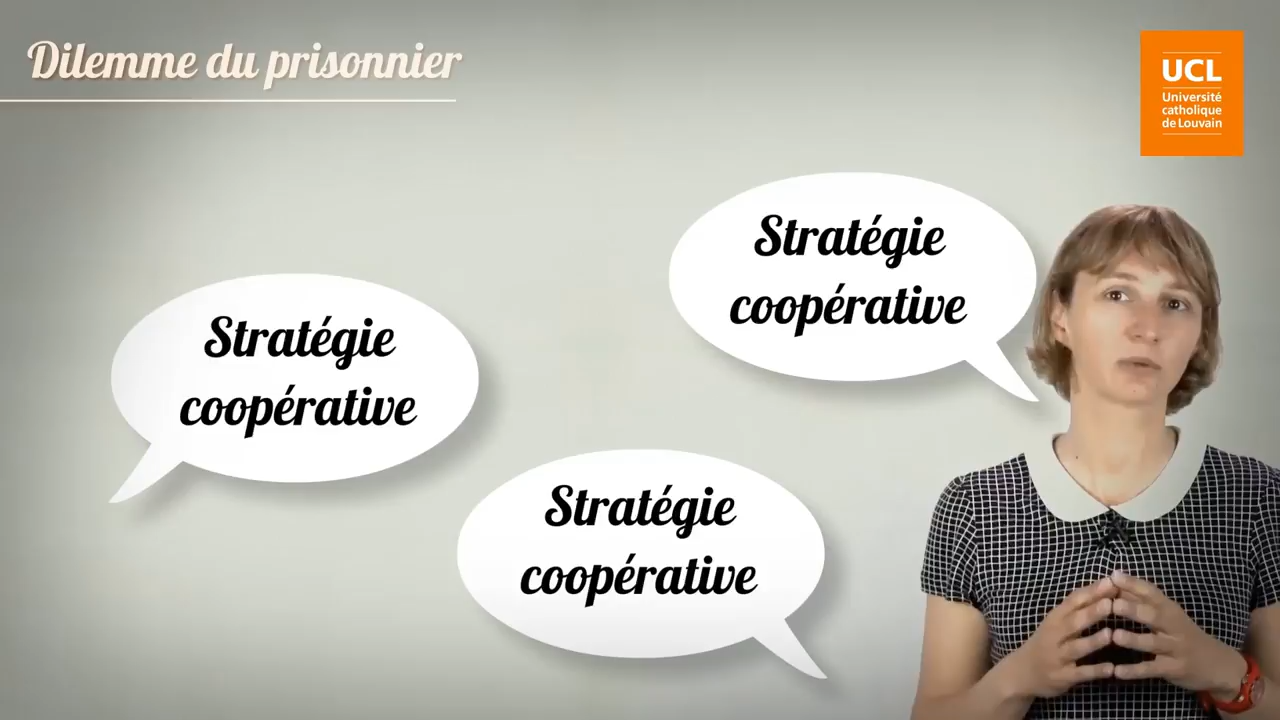 Dilemme du prisonnier
UCL
Université
catholique
de Louvain
Stratégie
coopérative
Stratégie
coopérative
Stratégie
coopérative